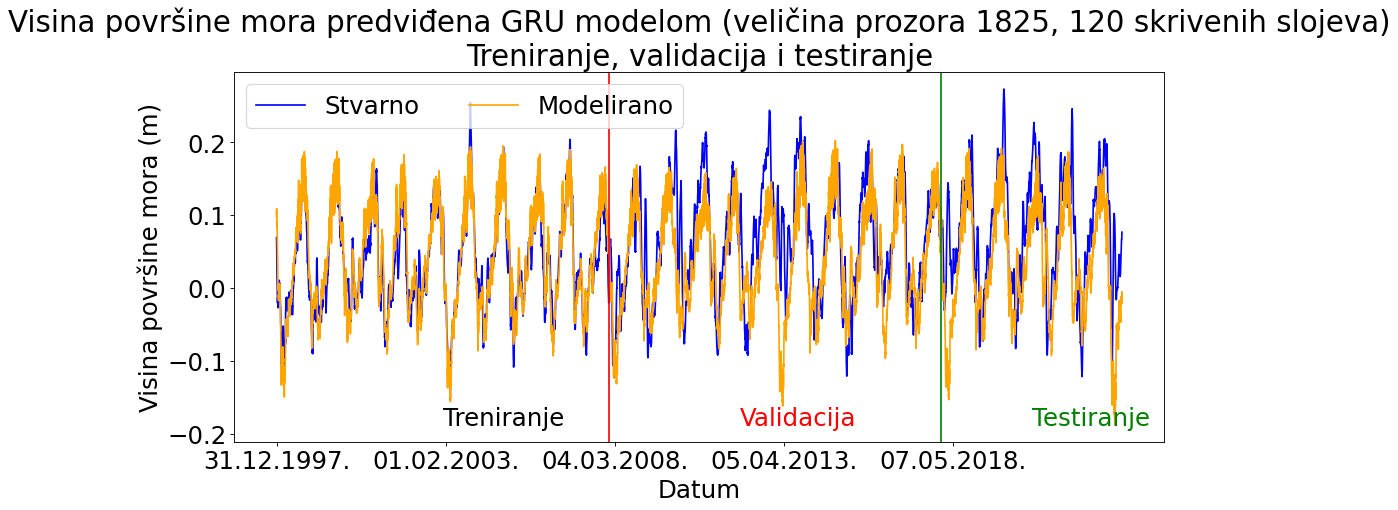 Visina površine mora predviđena GRU modelom (veličina prozora 1825, 120 skrivenih slojeva)
Treniranje, validacija i testiranje
Stvarno
Modelirano
Visina površine mora (m)
0.2
0.1
0.0
−0.1
−0.2
Treniranje
Validacija
Testiranje
31.12.1997.
01.02.2003.
04.03.2008.
05.04.2013.
07.05.2018.
Datum